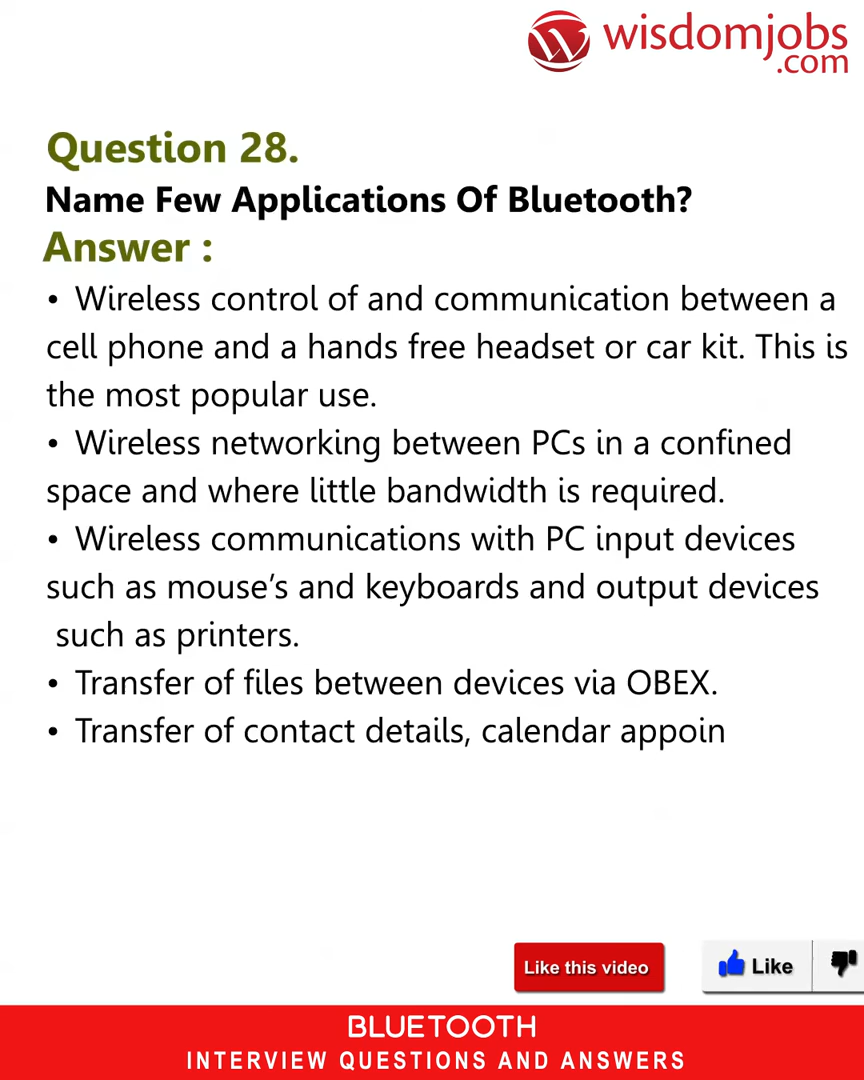 wisdomjobs
.com
Question 28.
Name Few Applications Of Bluetooth?
Answer :
• Wireless control of and communication between a
cell phone and a hands free headset or car kit. This is
the most popular use.
• Wireless networking between PCs in a confined
space and where little bandwidth is required.
• Wireless communications with PC input devices
such as mouse’s and keyboards and output devices
such as printers.
• Transfer of files between devices via OBEX.
• Transfer of contact details, calendar appoin
Like this video
Like
BLUETOOTH
INTERVIEW QUESTIONS AND ANSWERS